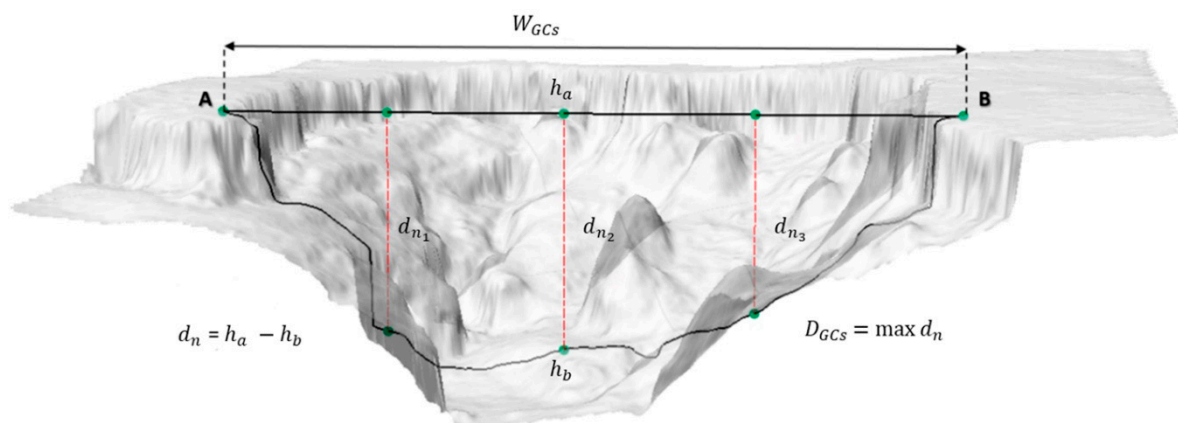 W_{GCs}
A
h_a
B
d_{n_1}
d_{n_2}
d_{n_3}
d_n = h_a − h_b
D_{GCs} = max d_n
h_b